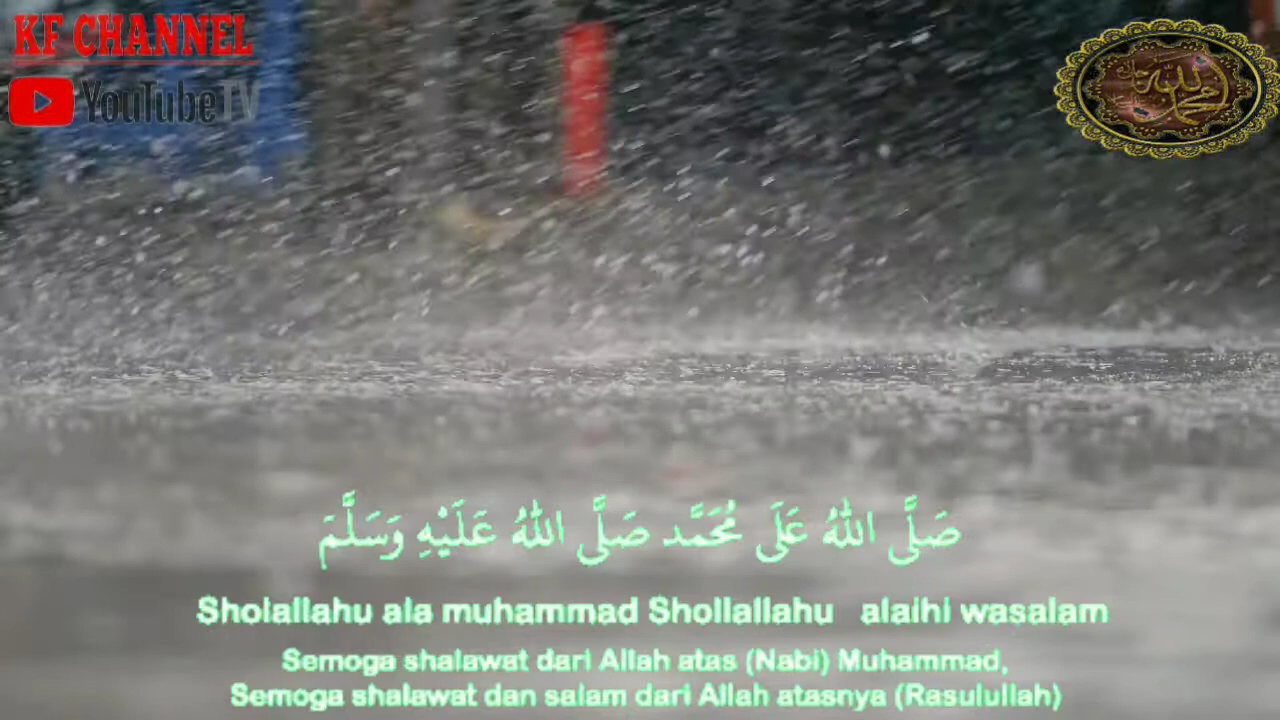 KF CHANNEL
YouTubeTV
صَلَّى اللهُ عَلَى مُحَمَّد صَلَّى اللهُ عَلَيْهِ وَسَلَّمَ
Sholallahu ala muhammad Shollallahu alaihi wasalam
Semoga shalawat dari Allah atas (Nabi) Muhammad,
Semoga shalawat dan salam dari Allah atasnya (Rasulullah)